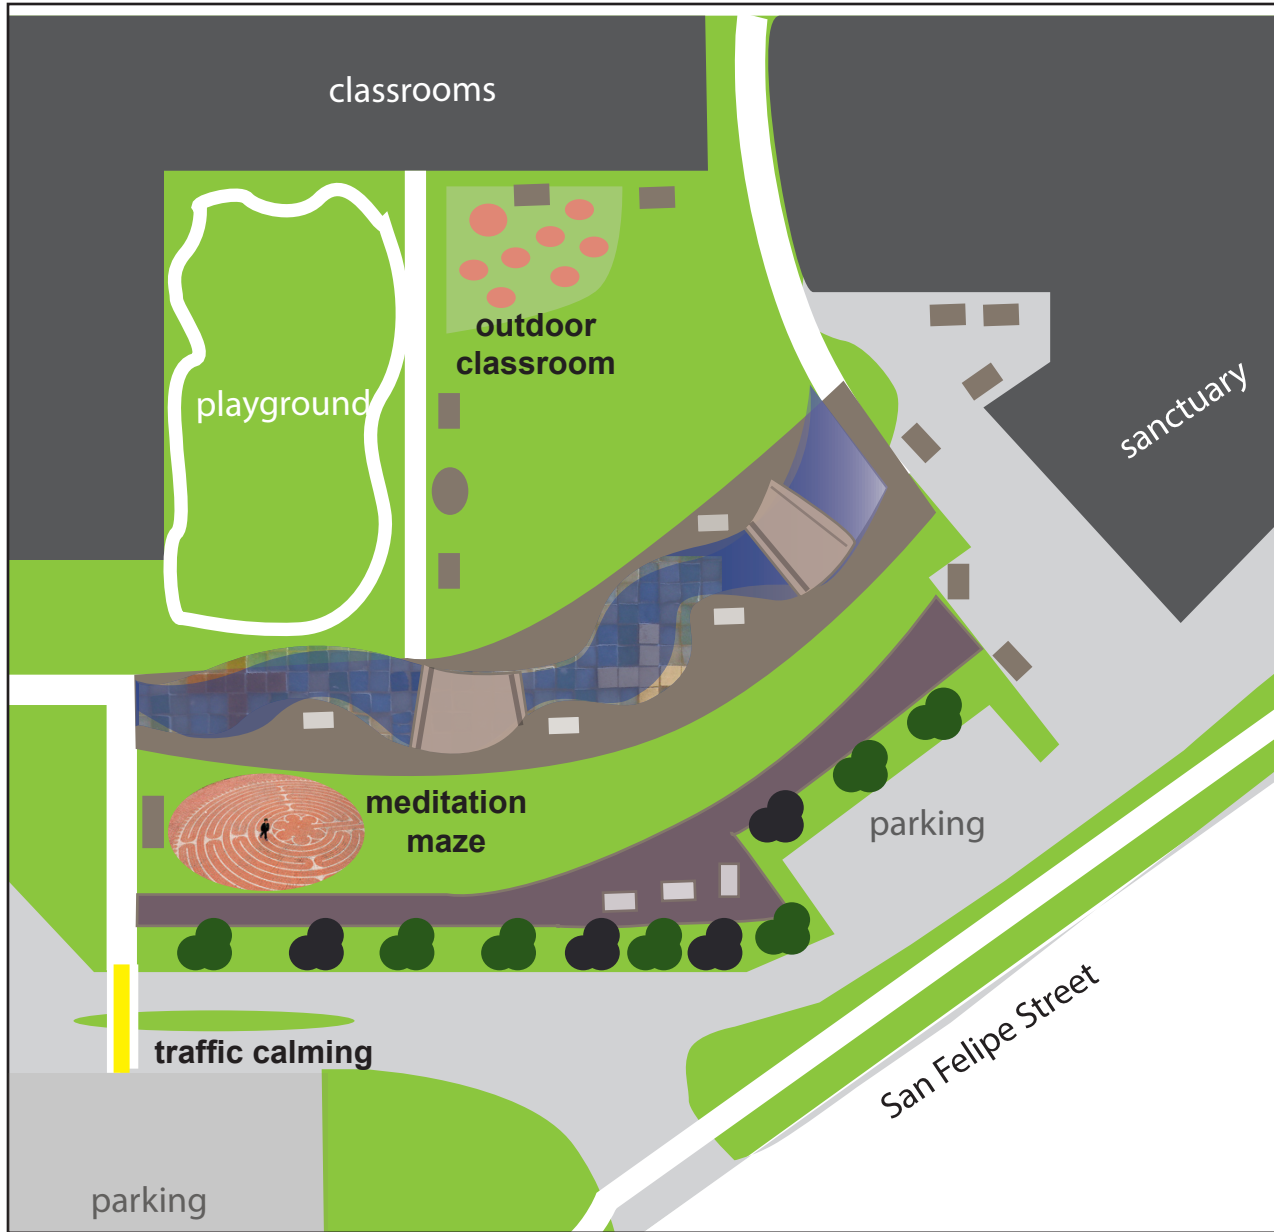 classrooms
outdoor
classroom
playground
sanctuary
meditation
maze
parking
traffic calming
San Felipe Street
parking